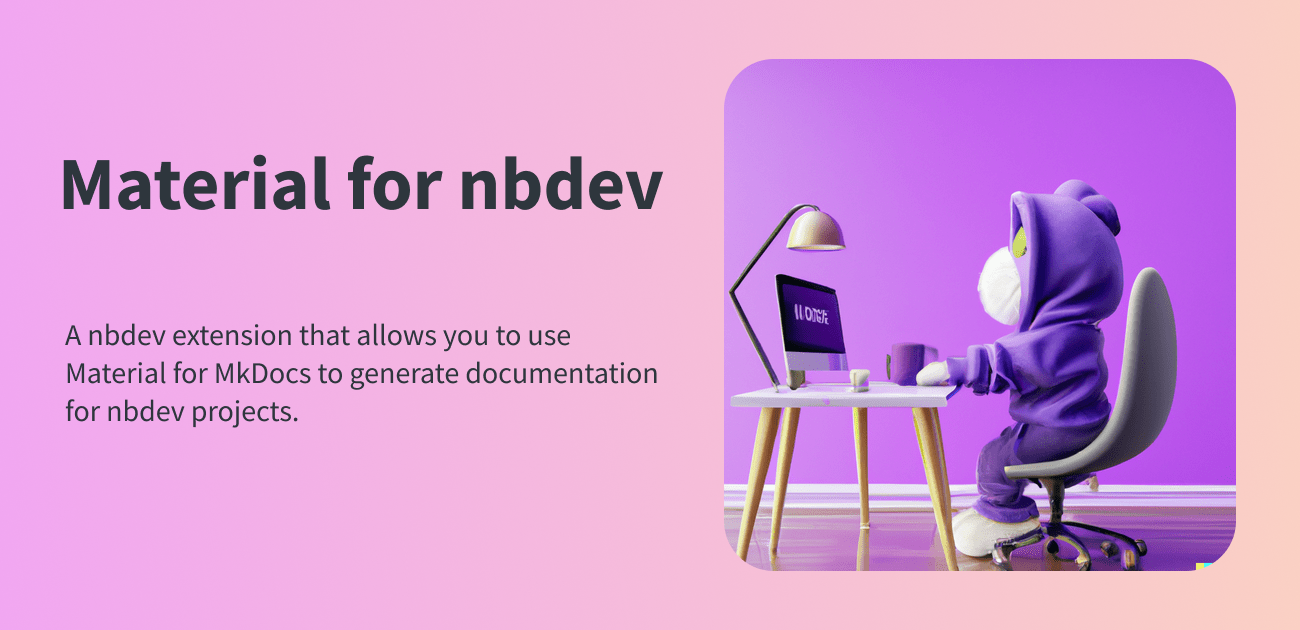 Material for nbdev
A nbdev extension that allows you to use
Material for MkDocs to generate documentation
for nbdev projects.